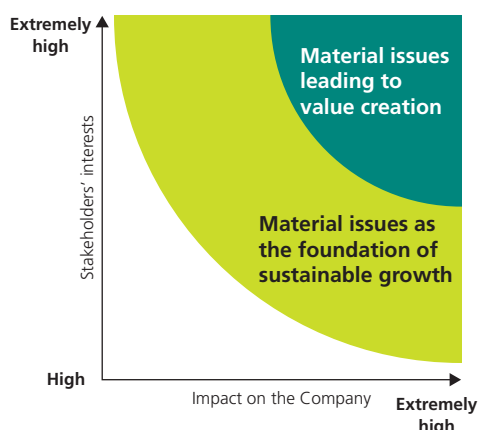 Extremely
high
Material issues
leading to
value creation
Stakeholders’ interests
Material issues as
the foundation of
sustainable growth
High
Impact on the Company
Extremely
high